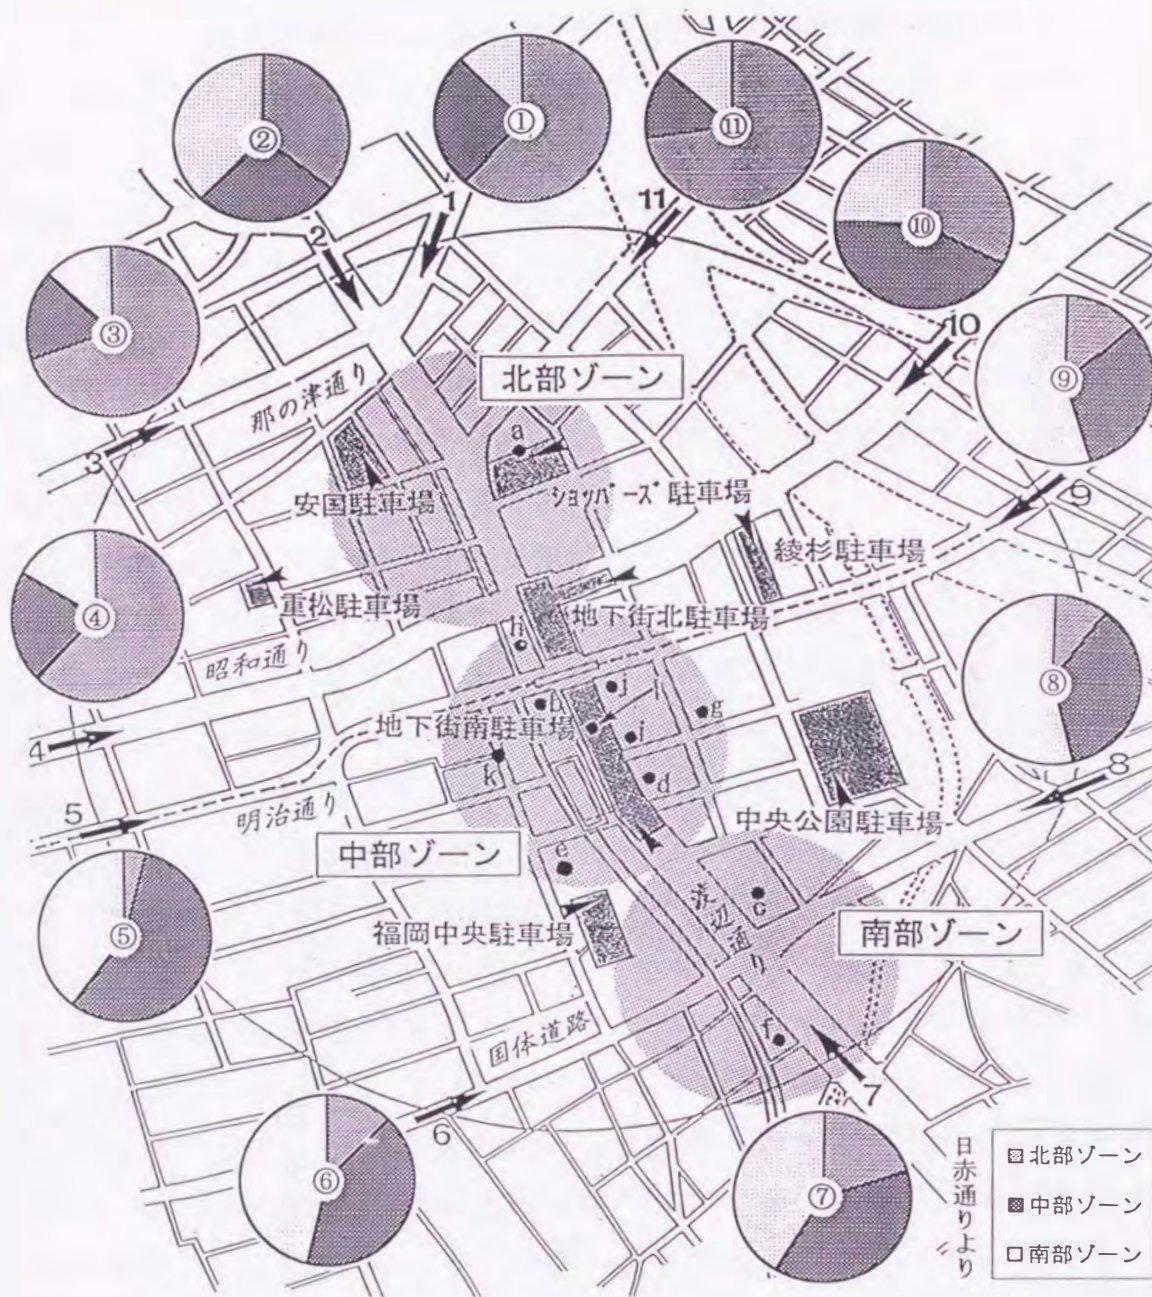 ②
①
⑪
1
11
2
⑩
③
10
北部ゾーン
⑨
那の津通り
a
3
安国駐車場
ショッパーズ駐車場
9
綾杉駐車場
④
重松駐車場
地下街北駐車場
h
昭和通り
⑧
j
b
g
地下街南駐車場
i
4
k
d
8
5
明治通り
中央公園駐車場
中部ゾーン
e
渡辺通り
c
⑤
福岡中央駐車場
南部ゾーン
国体道路
f
7
6
⑥
⑦
日赤通りより
北部ゾーン
中部ゾーン
南部ゾーン